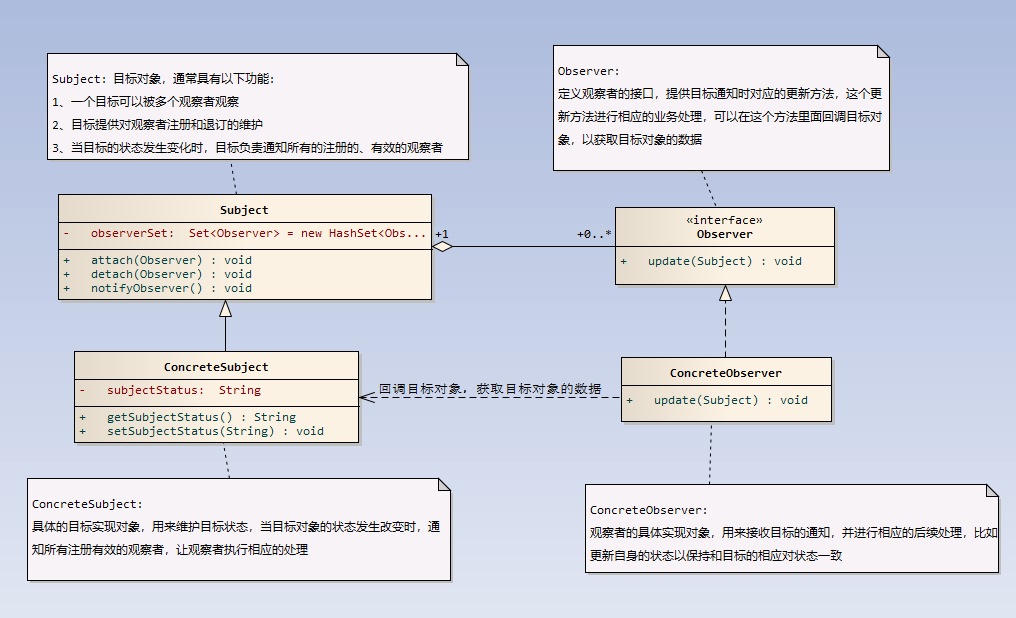 Subject: 目标对象，通常具有以下功能:
1、一个目标可以被多个观察者观察
2、目标提供对观察者注册和退订的维护
3、当目标的状态发生变化时，目标负责通知所有的注册的、有效的观察者
Observer:
定义观察者的接口，提供目标通知时对应的更新方法，这个更
新方法进行相应的业务处理，可以在这个方法里面回调目标对
象，以获取目标对象的数据
Subject
- observerSet: Set<Observer> = new HashSet<Obs...
+ attach(Observer) : void
+ detach(Observer) : void
+ notifyObserver() : void
+1
+0..*
«interface»
Observer
+ update(Subject) : void
ConcreteSubject
- subjectStatus: String
+ getSubjectStatus() : String
+ setSubjectStatus(String) : void
回调目标对象，获取目标对象的数据
ConcreteObserver
+ update(Subject) : void
ConcreteSubject:
具体的目标实现对象，用来维护目标状态，当目标对象的状态发生改变时，通
知所有注册有效的观察者，让观察者执行相应的处理
ConcreteObserver:
观察者的具体实现对象，用来接收目标的通知，并进行相应的后续处理，比如
更新自身的状态以保持和目标的相应对状态一致